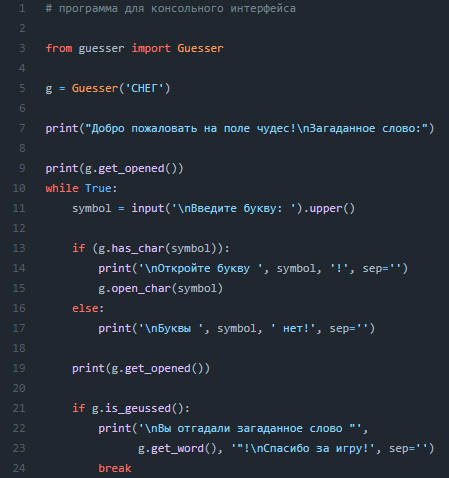 1 # программа для консольного интерфейса
2
3 from guesser import Guesser
4
5 g = Guesser('СНЕГ')
6
7 print("Добро пожаловать на поле чудес!\nЗагаданное слово:")
8
9 print(g.get_opened())
10 while True:
11     symbol = input('\nВведите букву: ').upper()
12
13     if (g.has_char(symbol)):
14         print('\nОткройте букву ', symbol, '!', sep='')
15         g.open_char(symbol)
16     else:
17         print('\nБуквы ', symbol, ' нет!', sep='')
18
19     print(g.get_opened())
20
21     if g.is_geussed():
22         print('\nВы отгадали загаданное слово "',
23               g.get_word(), '"!\nСпасибо за игру!', sep='')
24         break